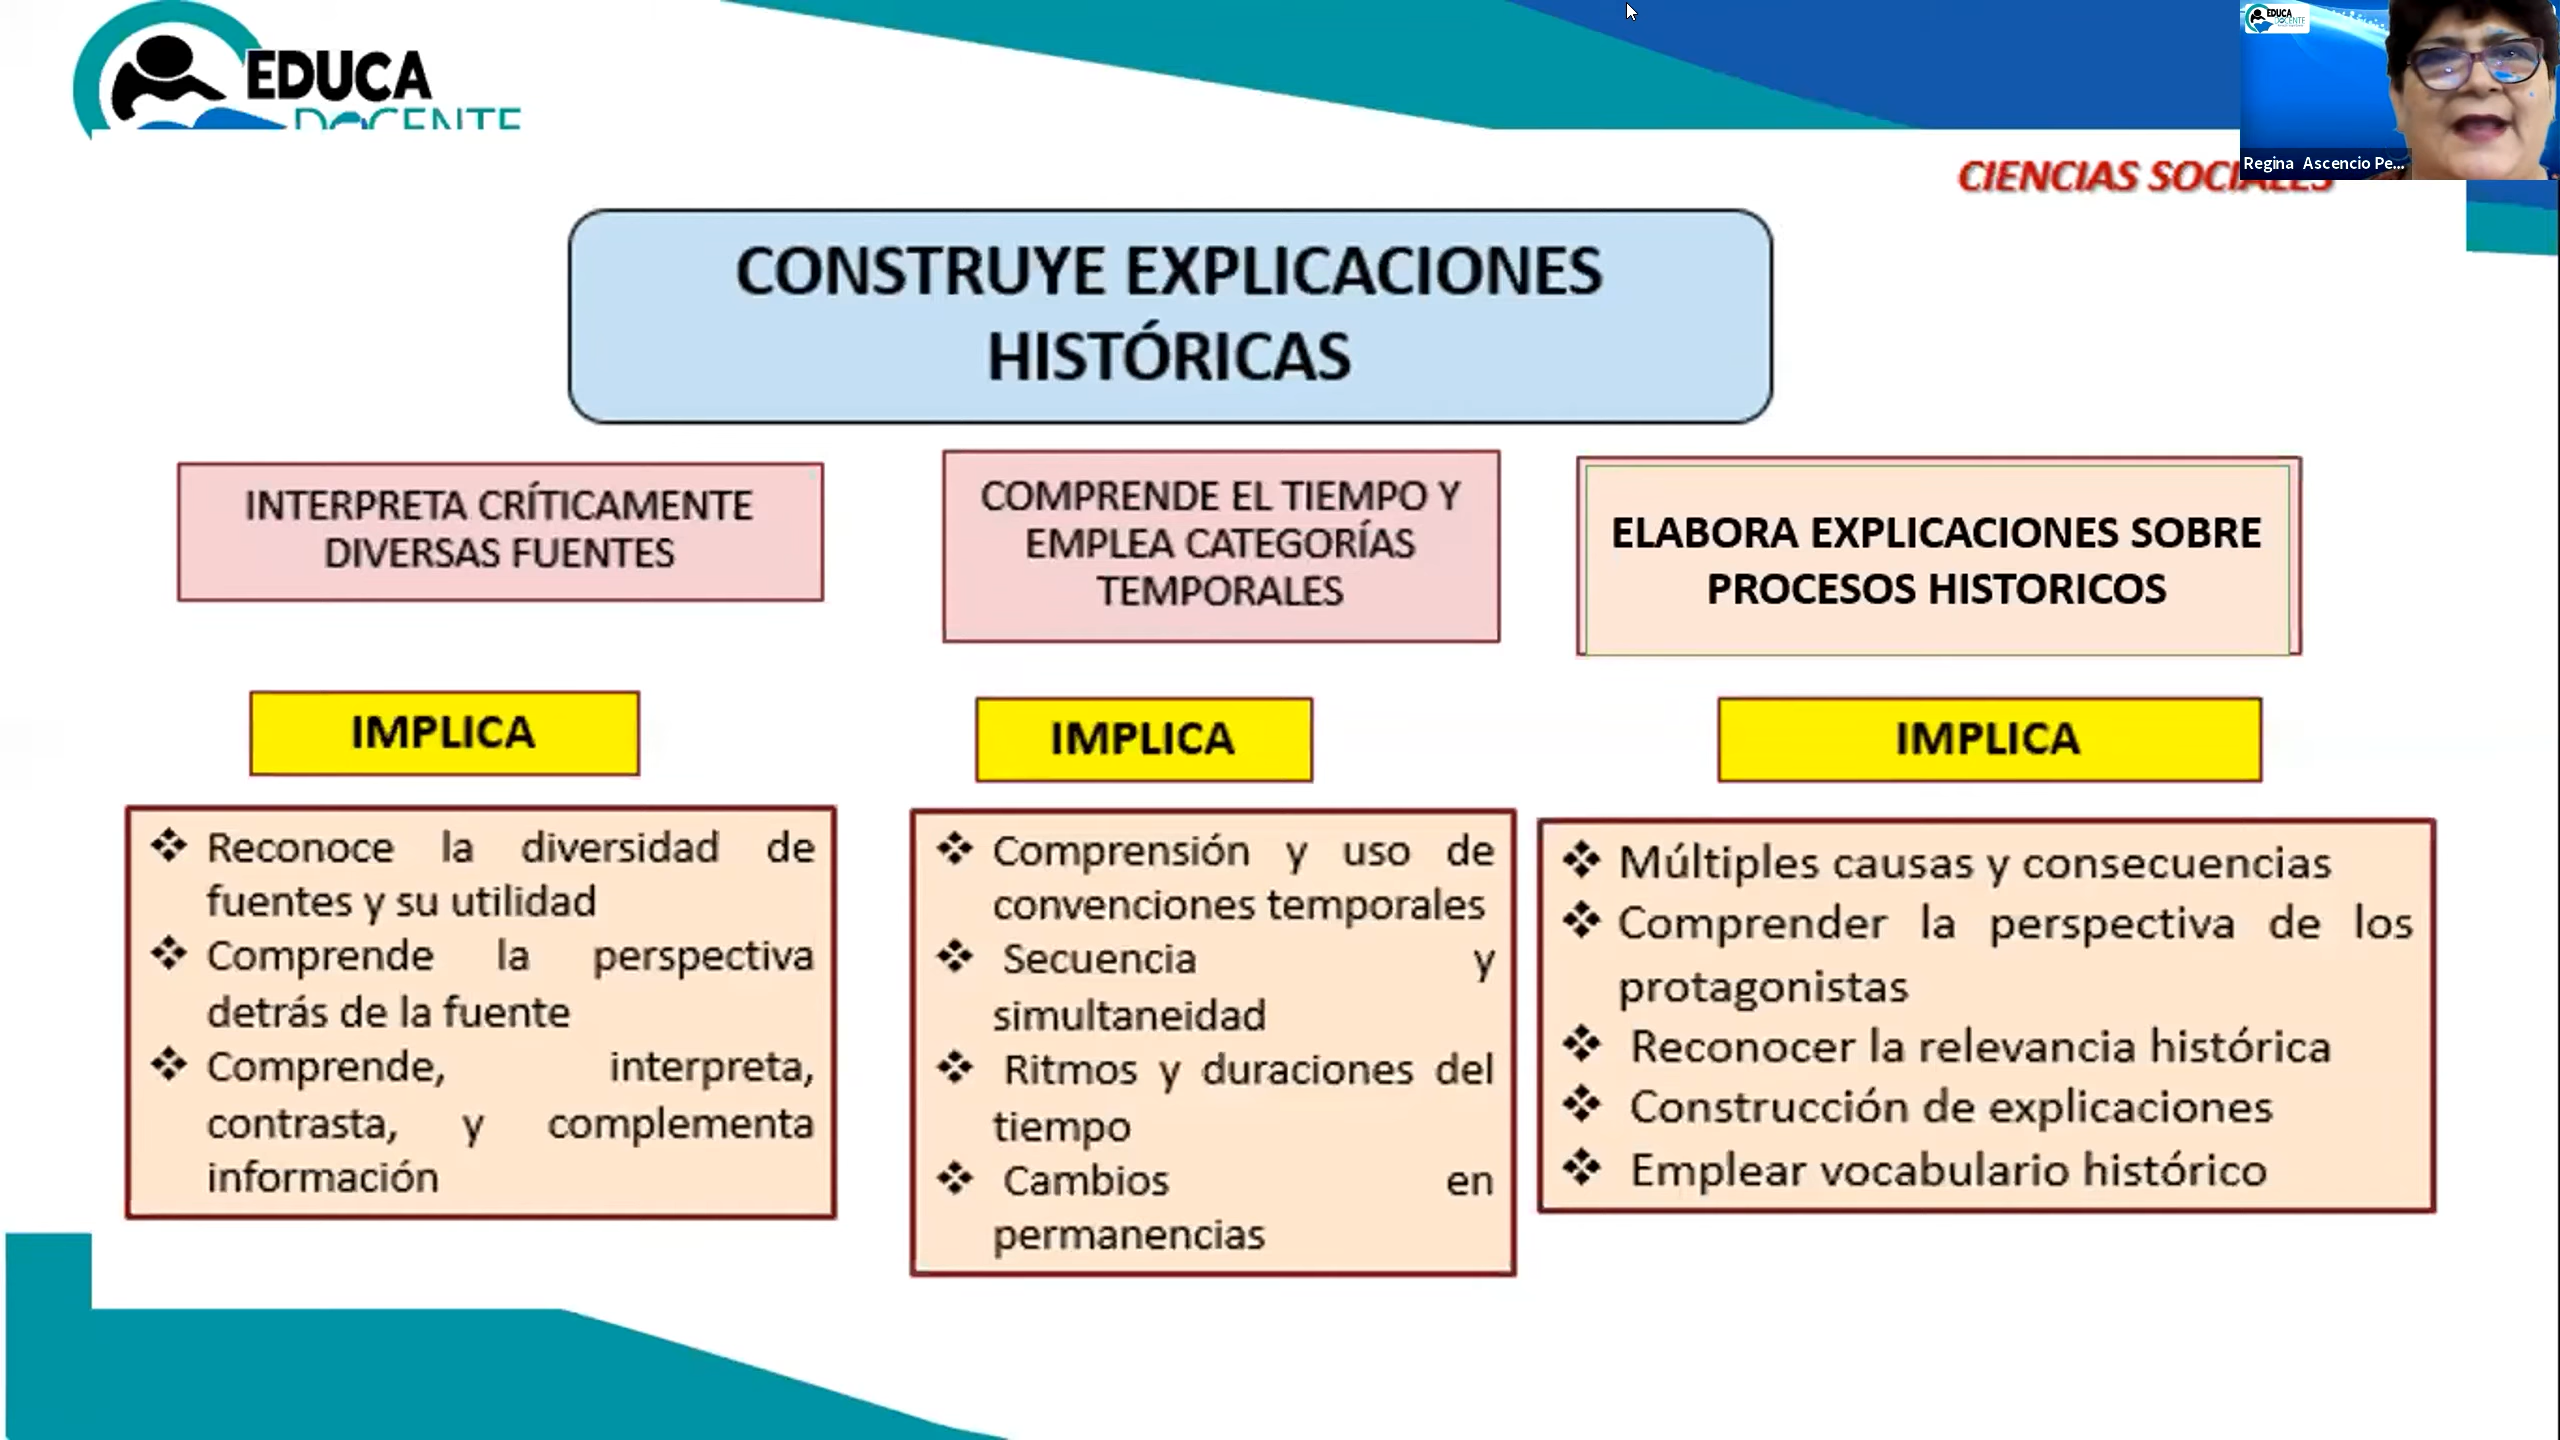 EDUCA
DOCENTE
EDUCA
DOCENTE
Regina Ascencio Pe...
CIENCIAS SOCIALES
CONSTRUYE EXPLICACIONES
HISTÓRICAS
INTERPRETA CRÍTICAMENTE
DIVERSAS FUENTES
COMPRENDE EL TIEMPO Y
EMPLEA CATEGORÍAS
TEMPORALES
ELABORA EXPLICACIONES SOBRE
PROCESOS HISTORICOS
IMPLICA
IMPLICA
IMPLICA
❖ Reconoce la diversidad de
fuentes y su utilidad
❖ Comprende la perspectiva
detrás de la fuente
❖ Comprende, interpreta,
contrasta, y complementa
información
❖ Comprensión y uso de
convenciones temporales
❖ Secuencia y
simultaneidad
❖ Ritmos y duraciones del
tiempo
❖ Cambios en
permanencias
❖ Múltiples causas y consecuencias
❖ Comprender la perspectiva de los
protagonistas
❖ Reconocer la relevancia histórica
❖ Construcción de explicaciones
❖ Emplear vocabulario histórico